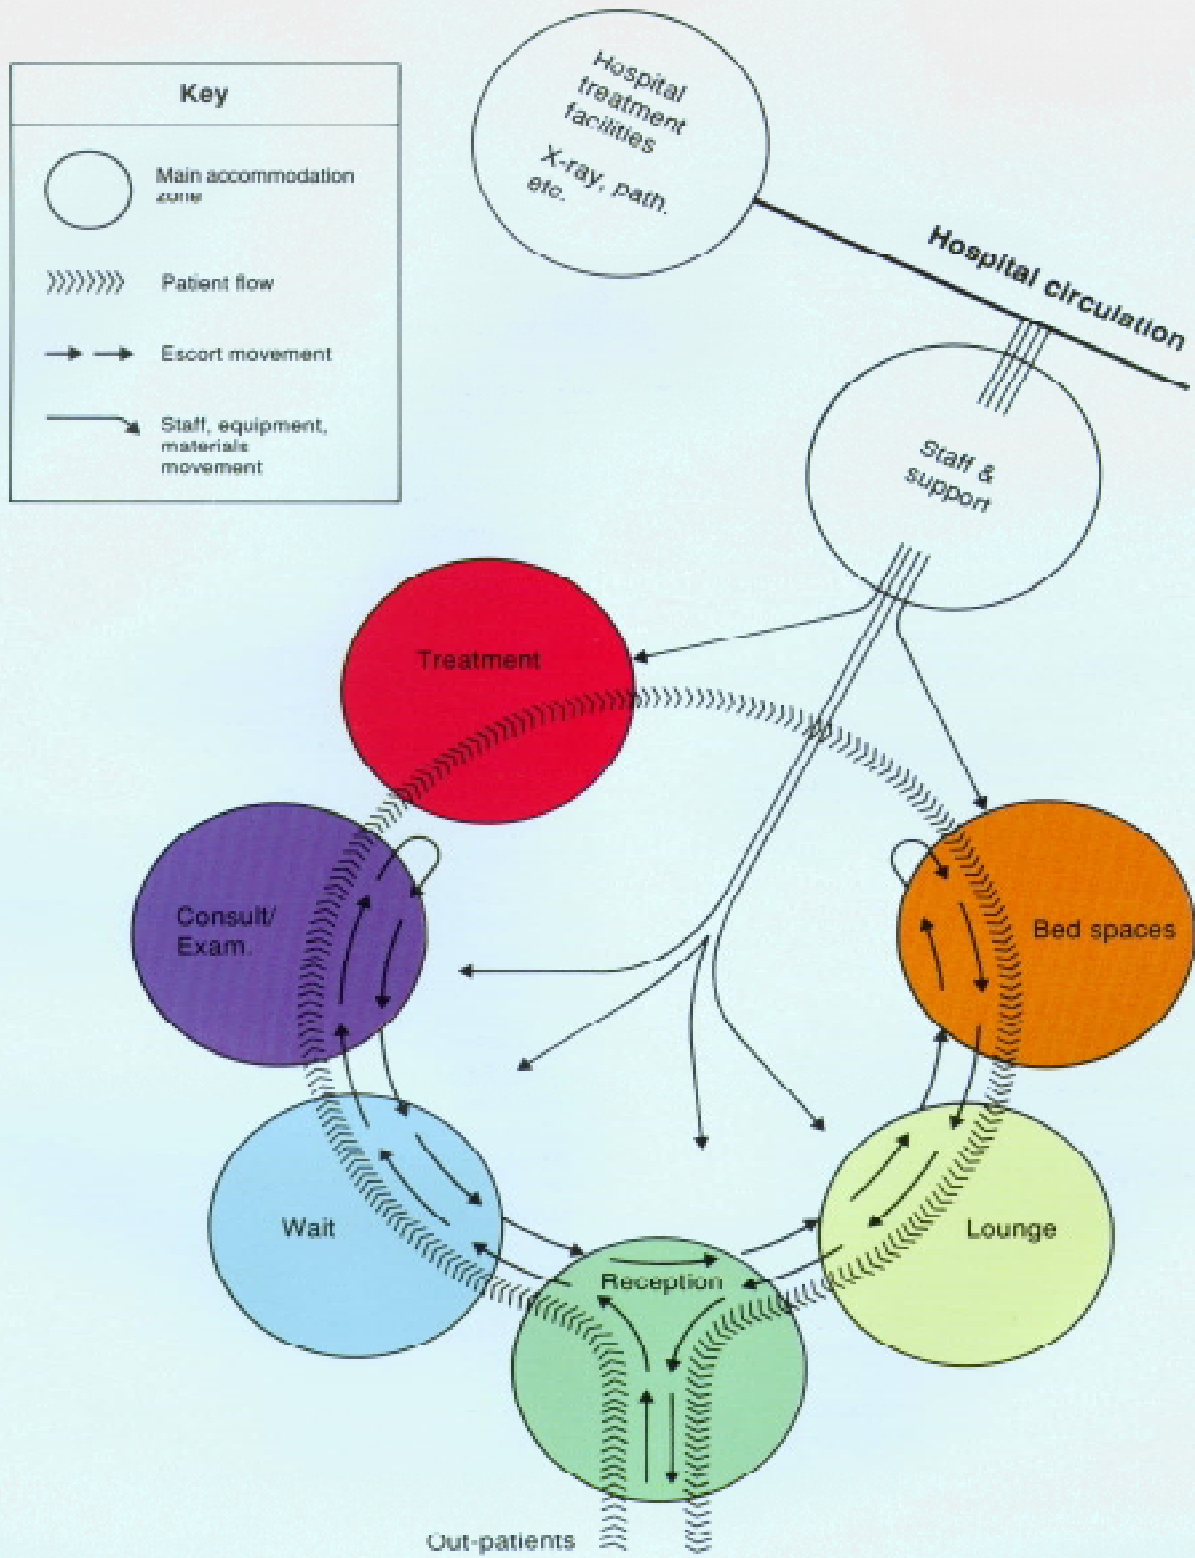 Key
Main accommodation
zone
Patient flow
Escort movement
Staff, equipment,
materials
movement
Hospital
treatment
facilities
X-ray, path.
etc.
Hospital circulation
Staff &
support
Treatment
Consult/
Exam.
Bed spaces
Wait
Lounge
Reception
Out-patients